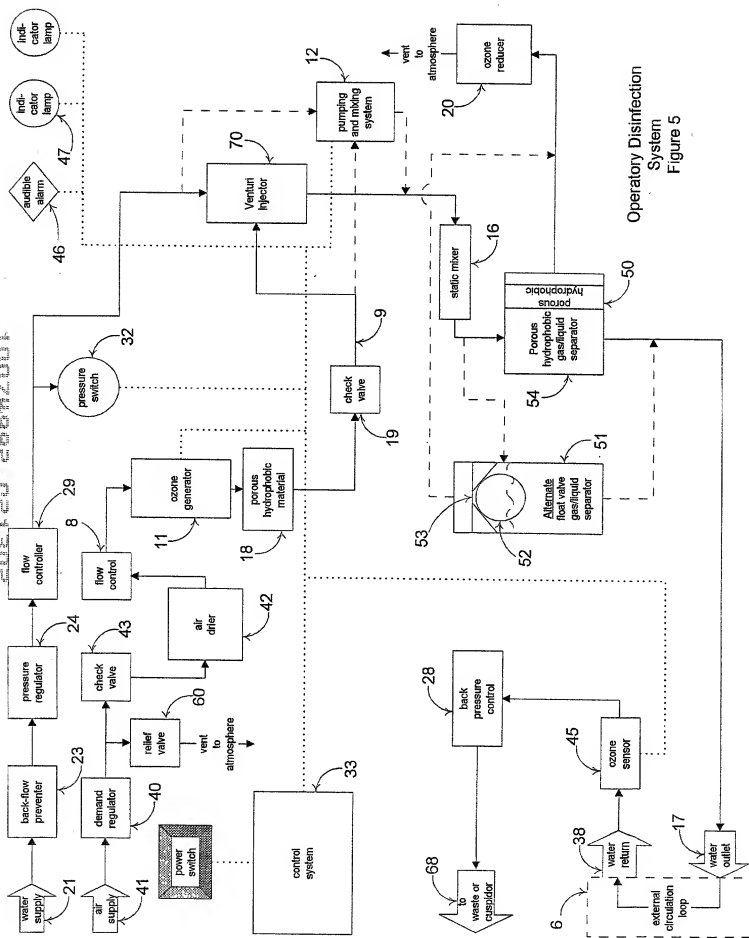 indi-
cator
lamp
indi-
cator
lamp
47
audible
alarm
46
water
supply
21
back-flow
preventer
23
pressure
regulator
24
flow
controller
29
pressure
switch
32
air
supply
41
demand
regulator
40
relief
valve
60
vent
to
atmosphere
check
valve
43
air
drier
42
flow
control
8
ozone
generator
11
porous
hydrophobic
material
18
check
valve
19
9
Venturi
Injector
70
pumping
and mixing
system
12
static mixer
16
vent
to
atmosphere
ozone
reducer
20
Porous
hydrophobic
gas/liquid
separator
54
porous
hydrophobic
50
Alternate
float valve
gas/liquid
separator
51
52
53
power
switch
control
system
33
back
pressure
control
28
ozone
sensor
45
to
waste or
cuspidor
68
water
return
38
water
outlet
17
external
circulation
loop
6
Operatory Disinfection
System
Figure 5